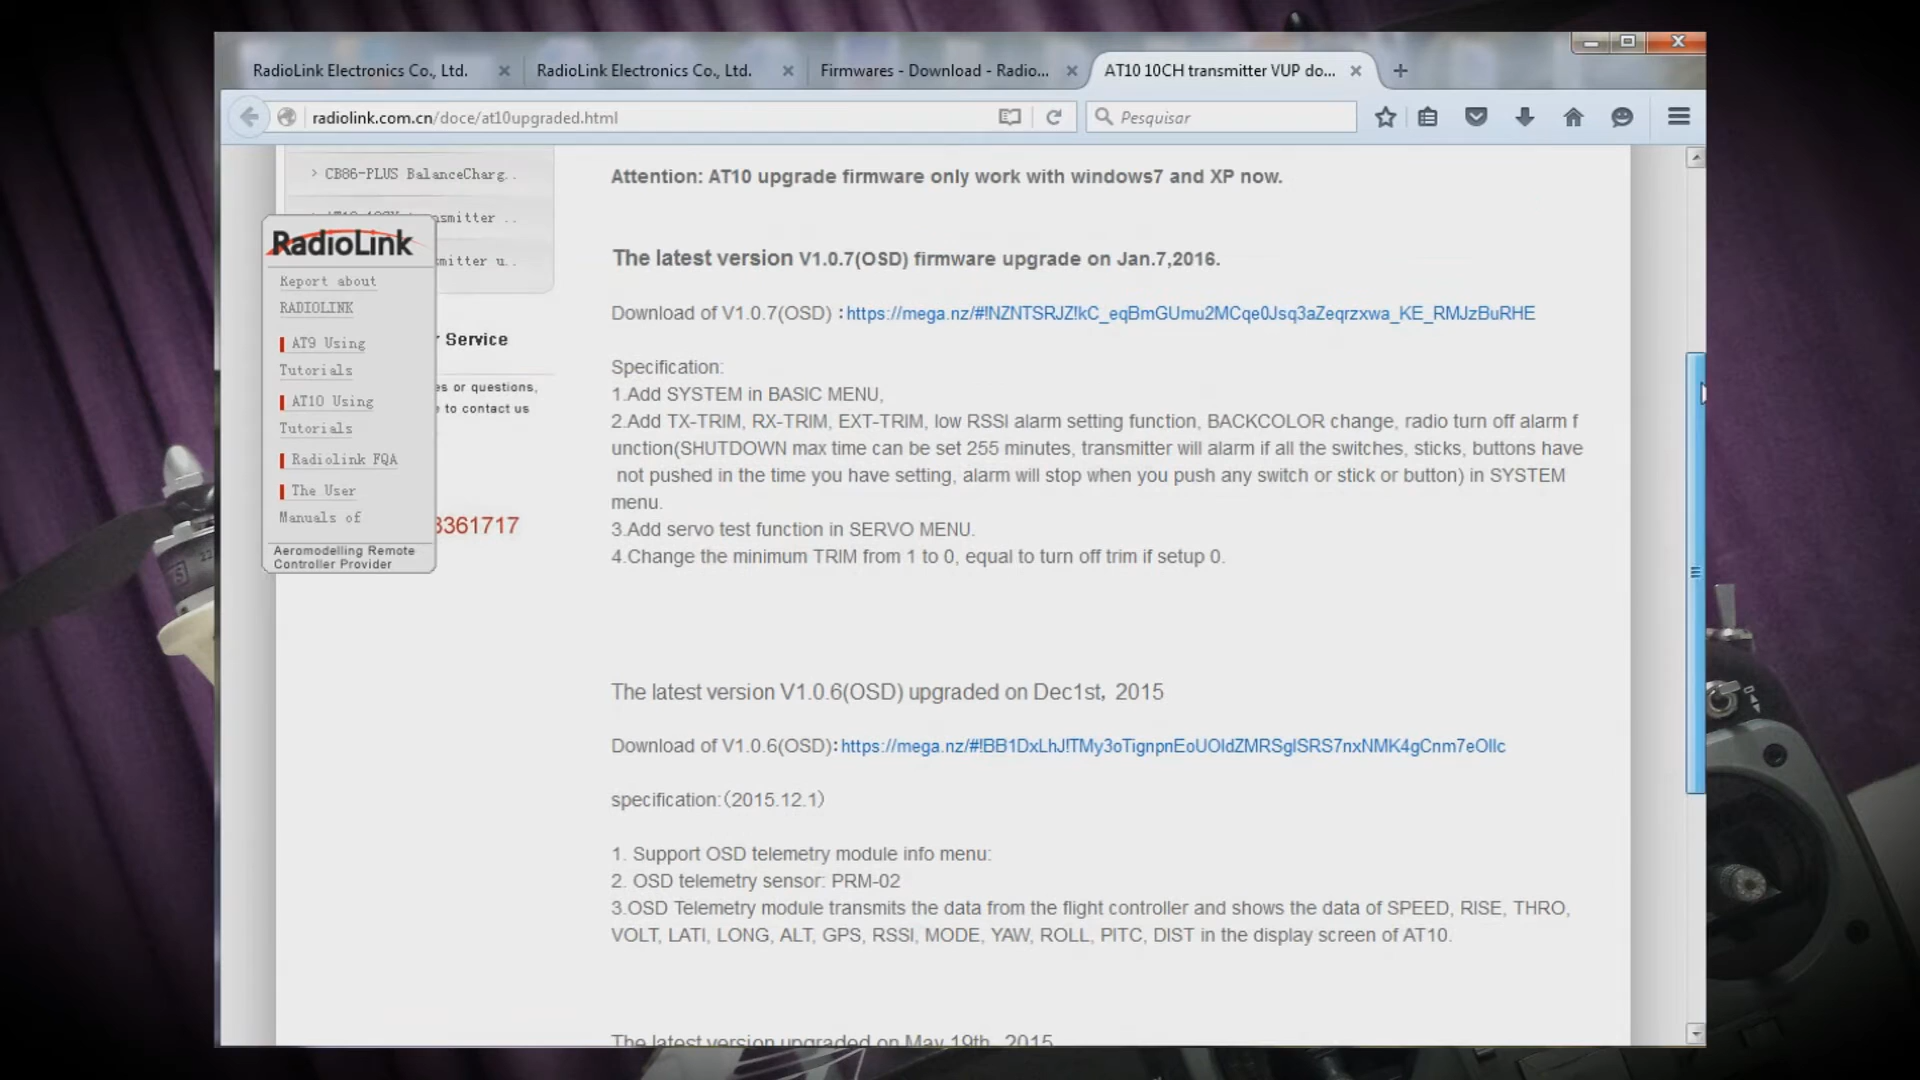 RadioLink Electronics Co., Ltd.
RadioLink Electronics Co., Ltd.
Firmwares - Download - Radio...
AT10 10CH transmitter VUP do...
radiolink.com.cn/doce/at10upgraded.html
Pesquisar
CB86-PLUS BalanceCharg..
smitter ..
mitter u..
RadioLink
Report about
RADIOLINK
AT9 Using
Tutorials
AT10 Using
Tutorials
Radiolink FQA
The User
Manuals of
Aeromodelling Remote
Controller Provider
r Service
es or questions,
e to contact us
3361717
Attention: AT10 upgrade firmware only work with windows7 and XP now.
The latest version V1.0.7(OSD) firmware upgrade on Jan.7,2016.
Download of V1.0.7(OSD) : https://mega.nz/#!NZNTSRJZ!kC_eqBmGUmu2MCqe0Jsq3aZeqrzxwa_KE_RMJzBuRHE
Specification:
1.Add SYSTEM in BASIC MENU,
2.Add TX-TRIM, RX-TRIM, EXT-TRIM, low RSSI alarm setting function, BACKCOLOR change, radio turn off alarm f
unction(SHUTDOWN max time can be set 255 minutes, transmitter will alarm if all the switches, sticks, buttons have
not pushed in the time you have setting, alarm will stop when you push any switch or stick or button) in SYSTEM
menu.
3.Add servo test function in SERVO MENU.
4.Change the minimum TRIM from 1 to 0, equal to turn off trim if setup 0.
The latest version V1.0.6(OSD) upgraded on Dec1st, 2015
Download of V1.0.6(OSD): https://mega.nz/#!BB1DxLhJ!TMy3oTignpnEoUOIdZMRSglSRS7nxNMK4gCnm7eOIlc
specification:(2015.12.1)
1. Support OSD telemetry module info menu:
2. OSD telemetry sensor: PRM-02
3.OSD Telemetry module transmits the data from the flight controller and shows the data of SPEED, RISE, THRO,
VOLT, LATI, LONG, ALT, GPS, RSSI, MODE, YAW, ROLL, PITC, DIST in the display screen of AT10.
The latest version upgraded on May 19th, 2015